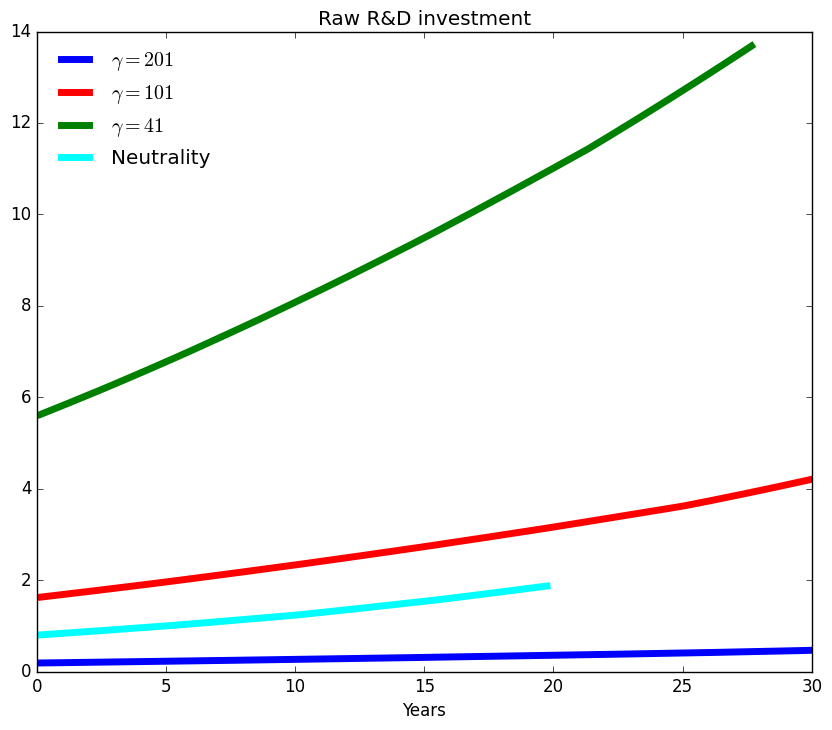 Raw R&D investment
14
12
10
8
6
4
2
0
γ = 201
γ = 101
γ = 41
Neutrality
0 5 10 15 20 25 30
Years